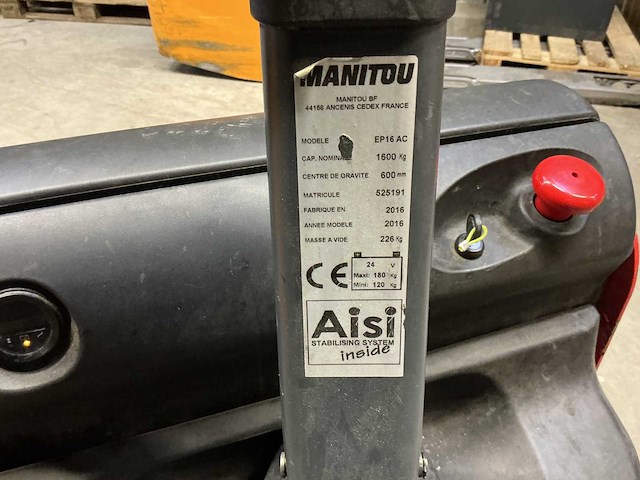 MANITOU
MANITOU BF
44158 ANCENIS CEDEX FRANCE
MODELE EP16 AC
CAP. NOMINA 1600 Kg
CENTRE DE GRAVITE 600 mm
MATRICULE 525191
FABRIQUE EN 2016
ANNEE MODELE 2016
MASSE A VIDE 226 Kg
CE
24 V
Maxi: 180 Kg
Mini: 120 Kg
Aisi
STABILISING SYSTEM
inside